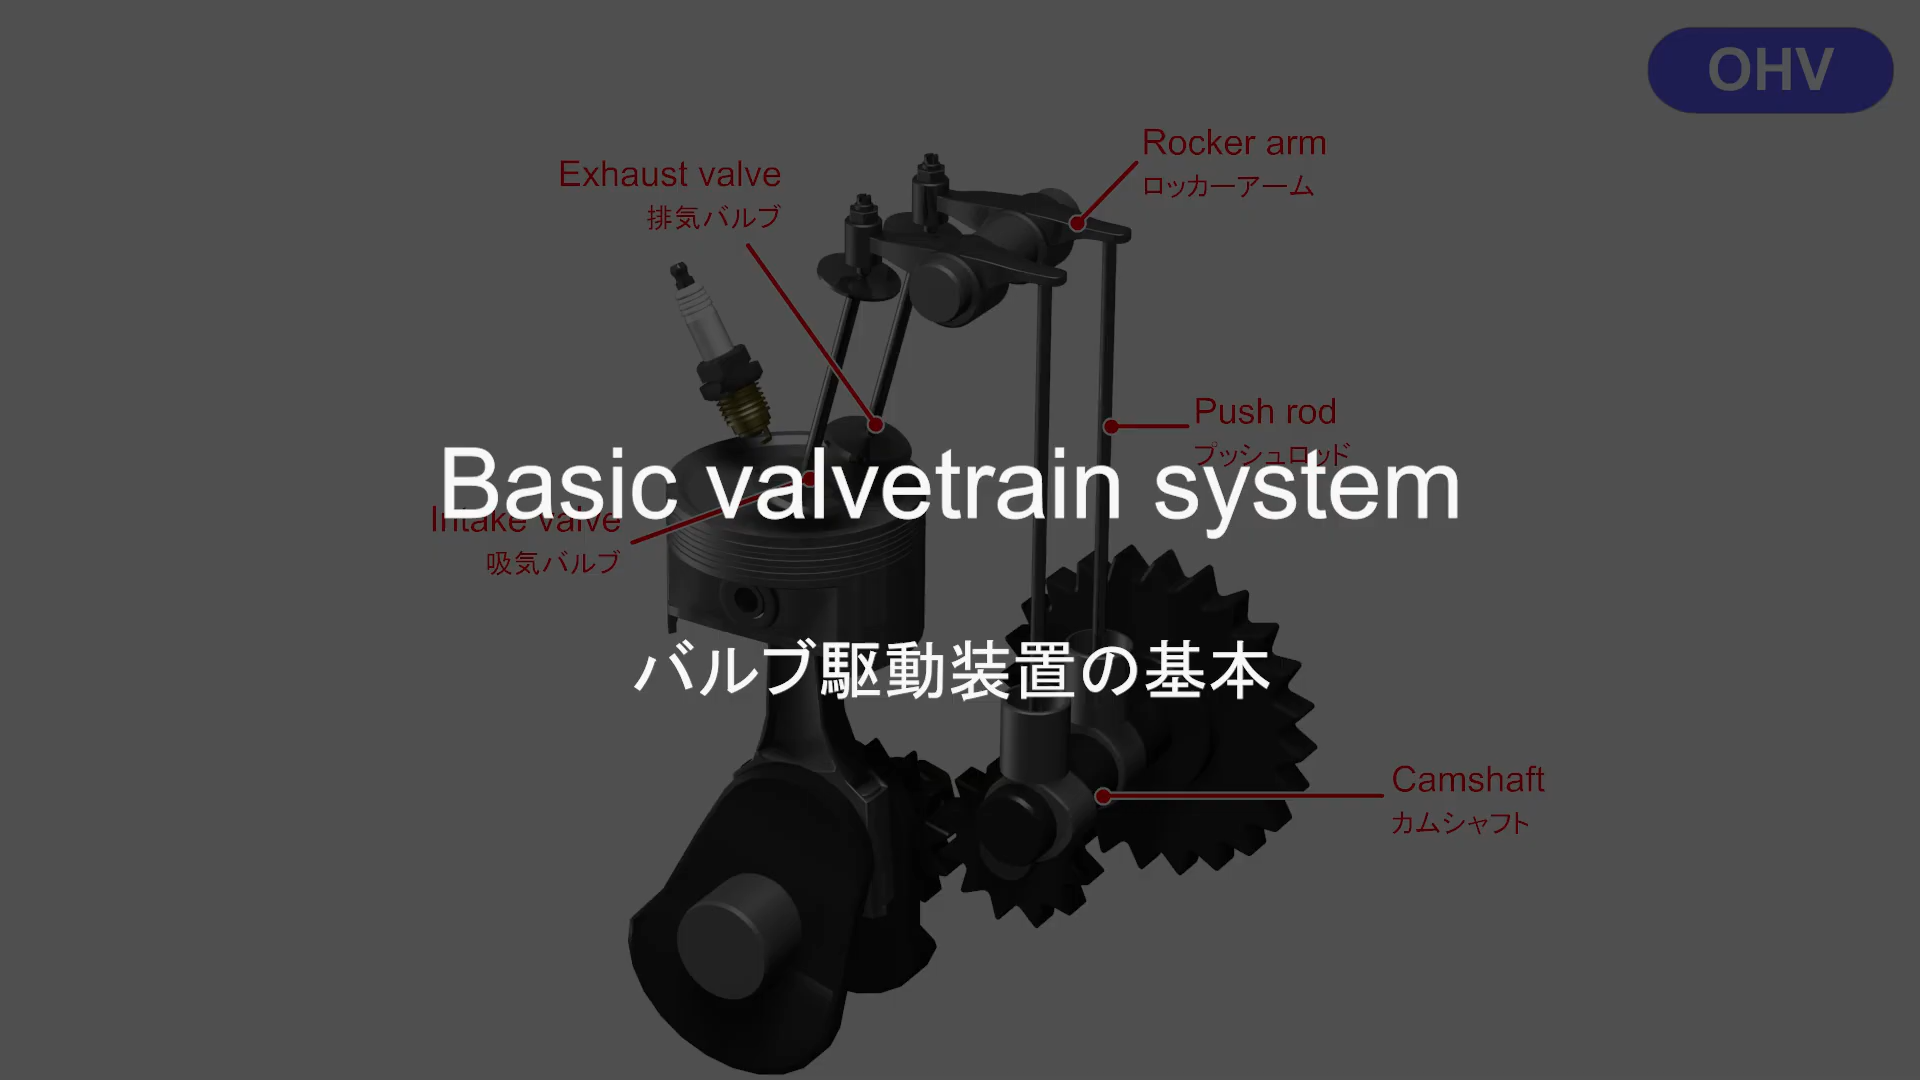 OHV
Rocker arm
ロッカーアーム
Exhaust valve
排気バルブ
Push rod
プッシュロッド
Basic valvetrain system
Intake valve
吸気バルブ
バルブ駆動装置の基本
Camshaft
カムシャフト